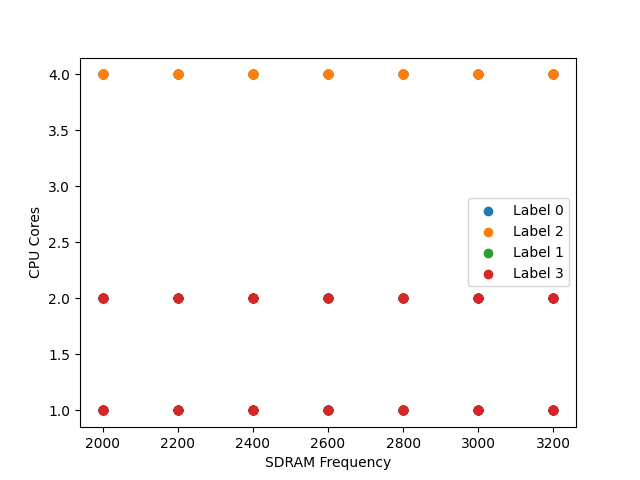 4.0
3.5
3.0
2.5
2.0
1.5
1.0
CPU Cores
Label 0
Label 2
Label 1
Label 3
2000 2200 2400 2600 2800 3000 3200
SDRAM Frequency